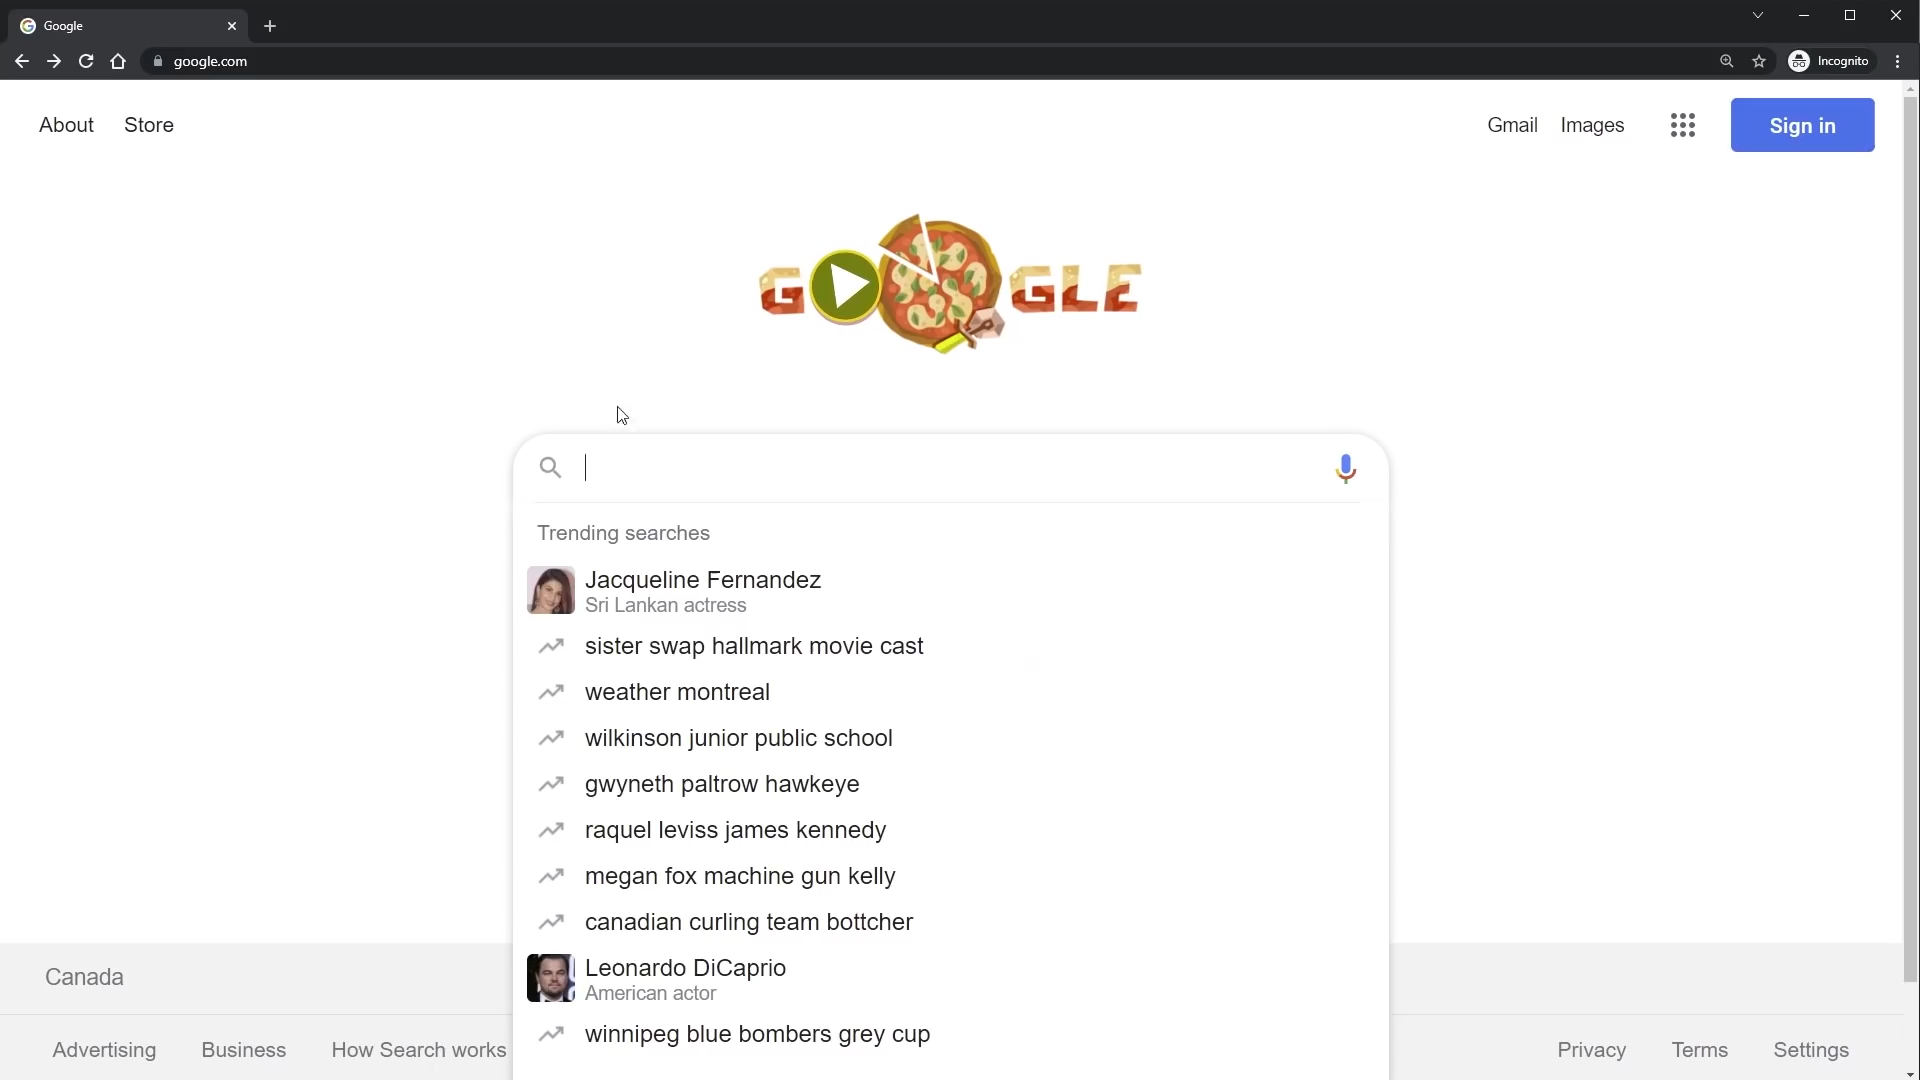 Google
google.com
Incognito
About Store
Gmail Images Sign in
GOOGLE
Trending searches
Jacqueline Fernandez
Sri Lankan actress
sister swap hallmark movie cast
weather montreal
wilkinson junior public school
gwyneth paltrow hawkeye
raquel leviss james kennedy
megan fox machine gun kelly
canadian curling team bottcher
Leonardo DiCaprio
American actor
winnipeg blue bombers grey cup
Canada
Advertising Business How Search works
Privacy Terms Settings